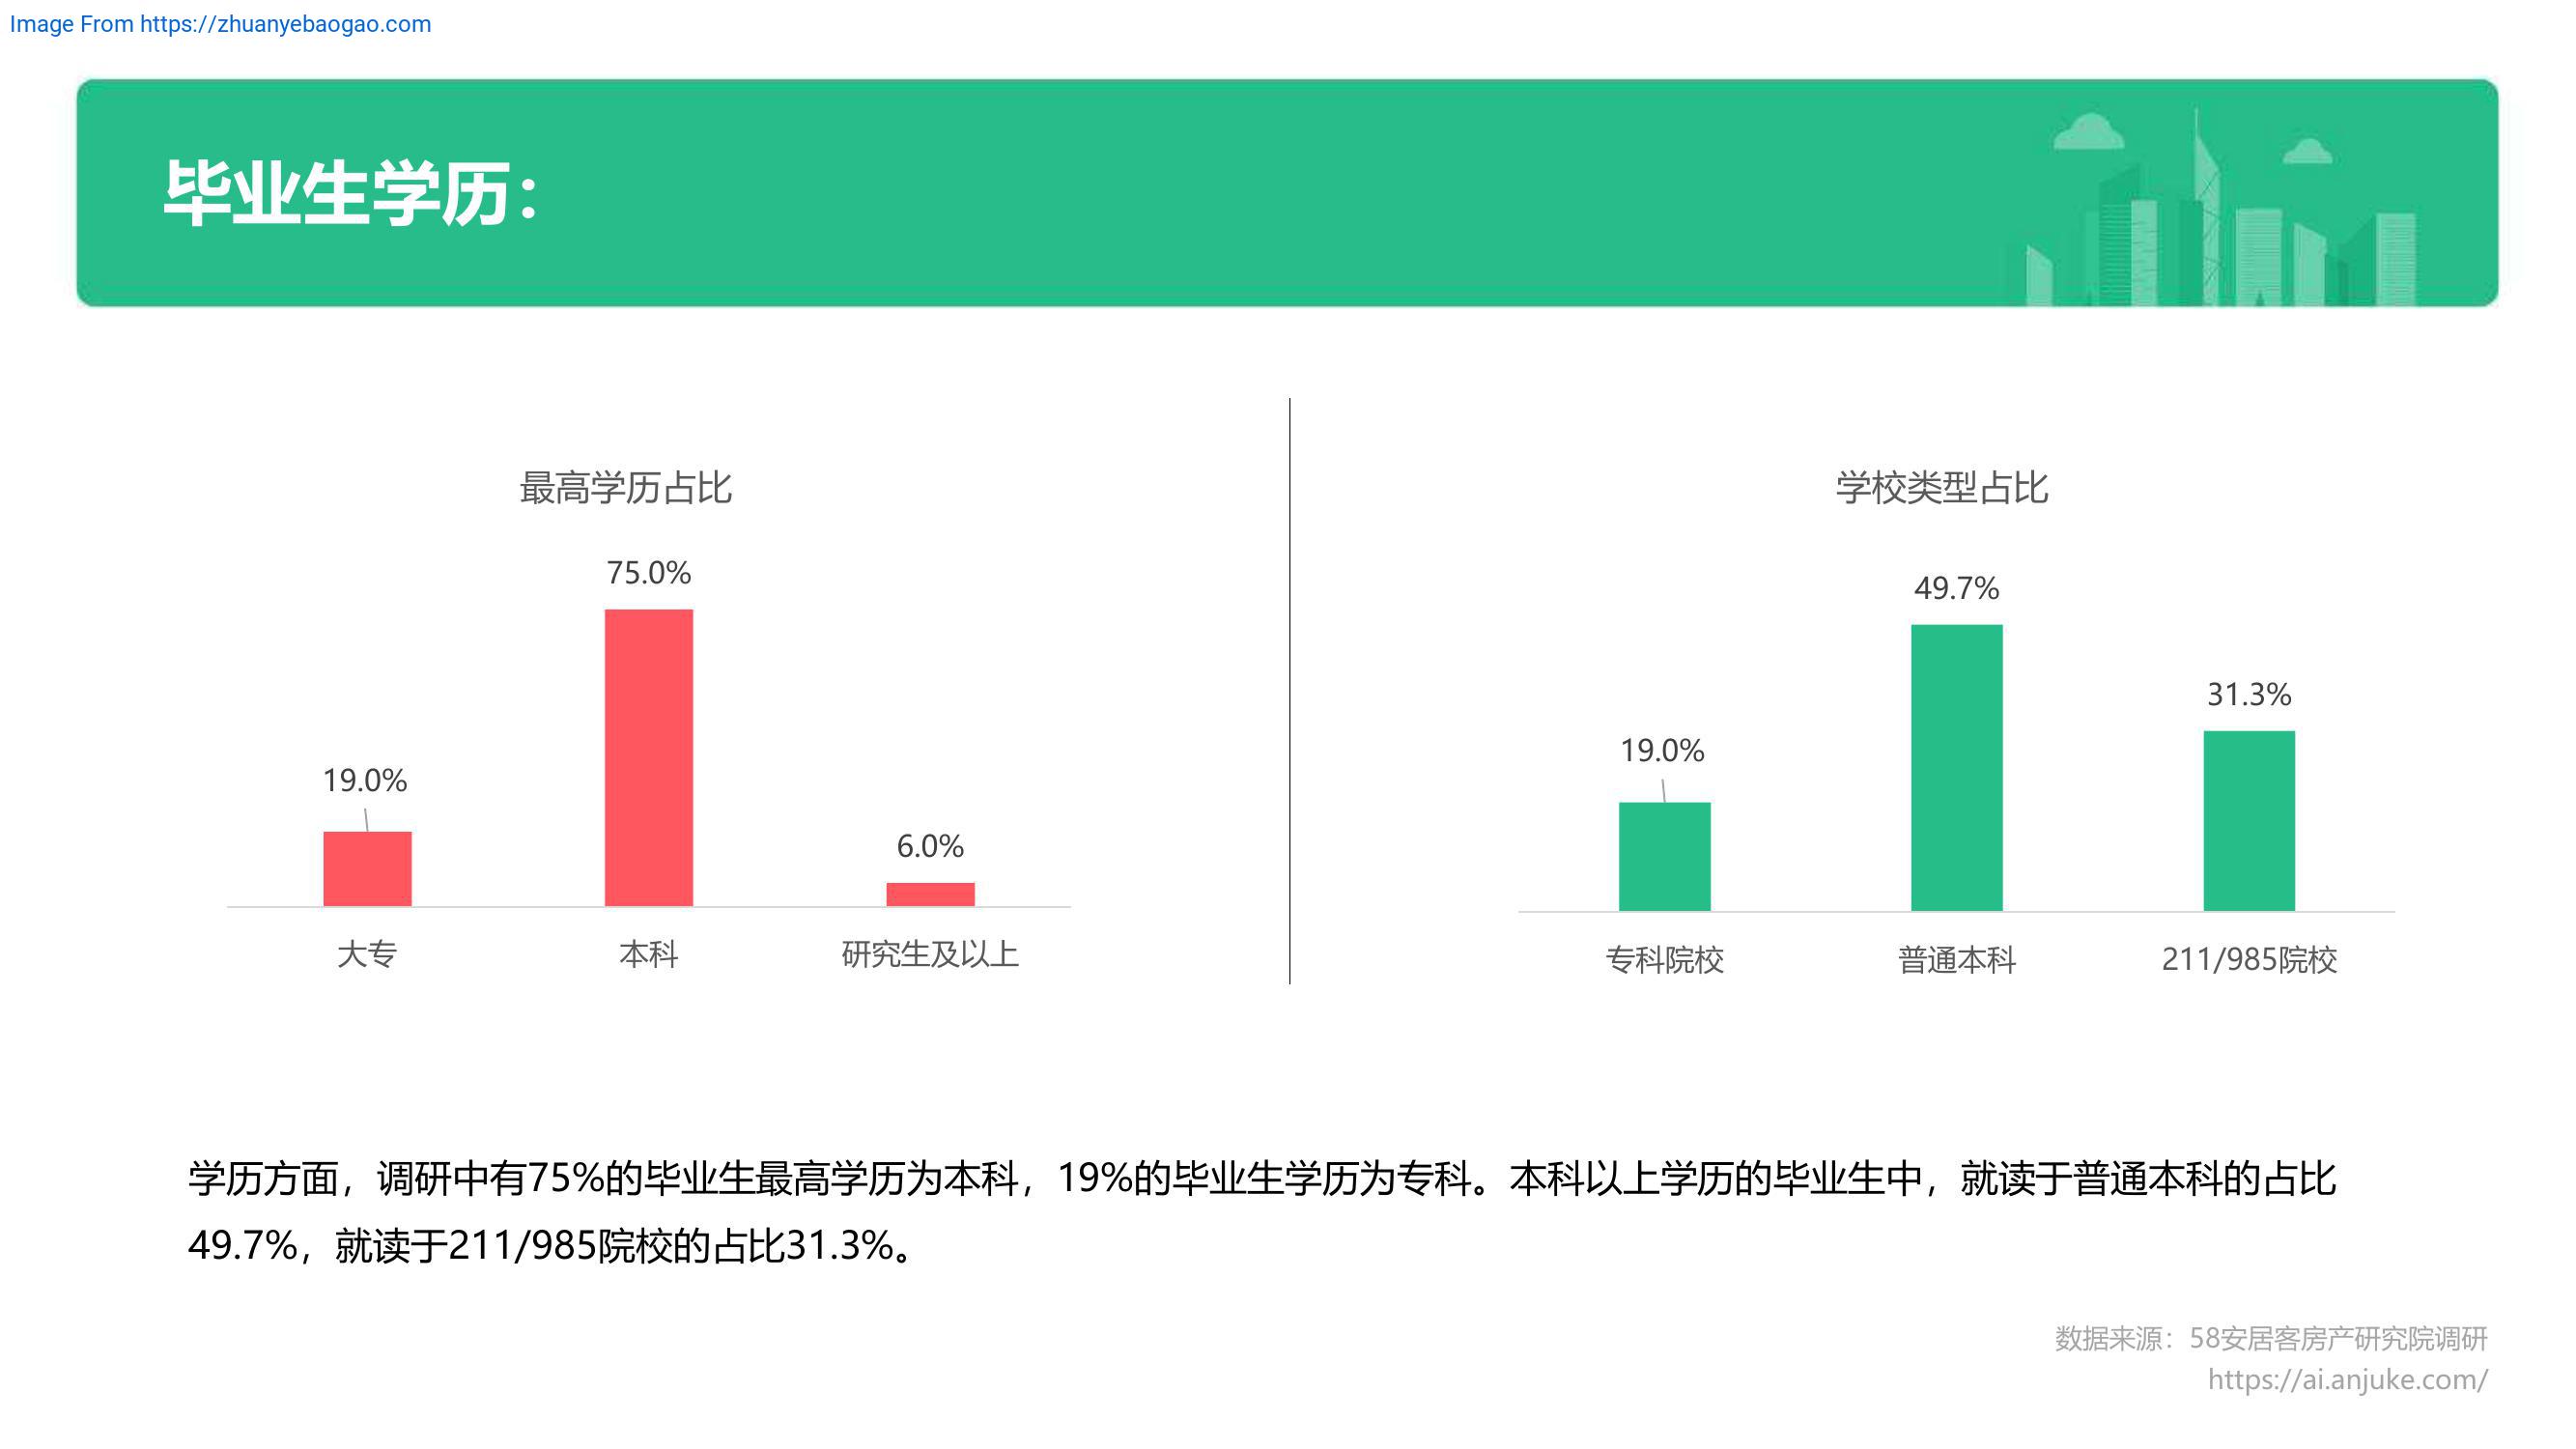 Image From https://zhuanyebaogao.com
毕业生学历：
最高学历占比
75.0%
19.0%
6.0%
大专
本科
研究生及以上
学校类型占比
49.7%
31.3%
19.0%
专科院校
普通本科
211/985院校
学历方面，调研中有75%的毕业生最高学历为本科，19%的毕业生学历为专科。本科以上学历的毕业生中，就读于普通本科的占比
49.7%，就读于211/985院校的占比31.3%。
数据来源：58安居客房产研究院调研
https://ai.anjuke.com/